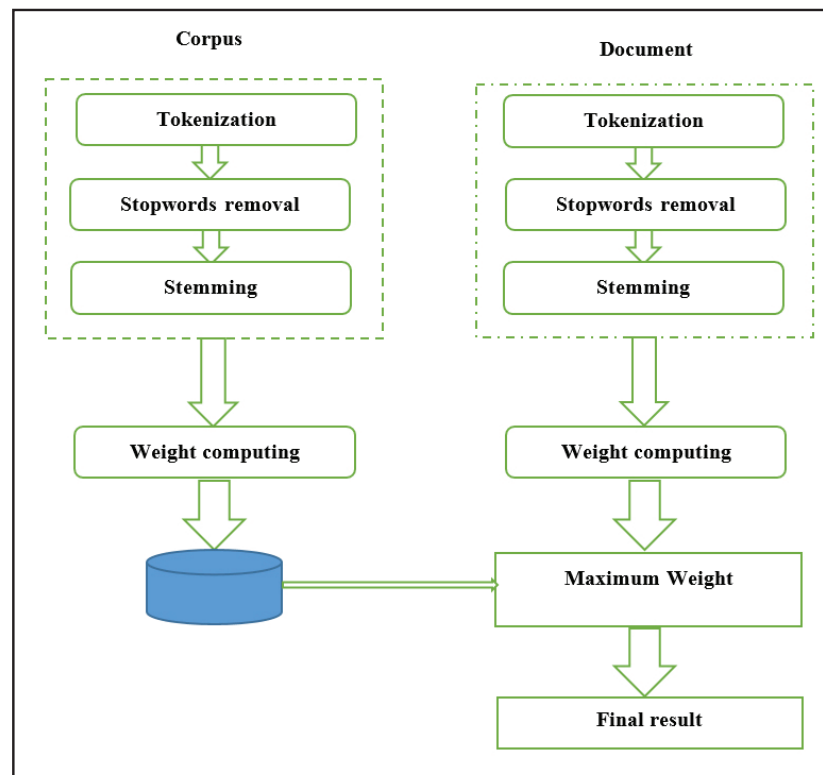 Corpus
Tokenization
Stopwords removal
Stemming
Weight computing
Document
Tokenization
Stopwords removal
Stemming
Weight computing
Maximum Weight
Final result